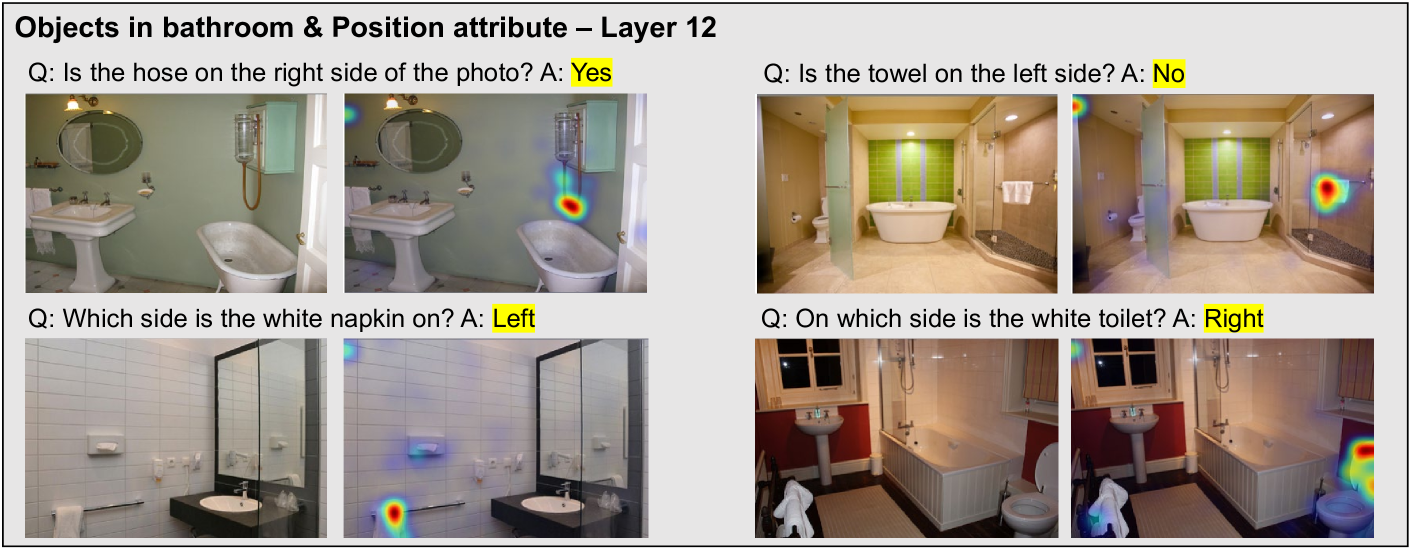 Objects in bathroom & Position attribute – Layer 12
Q: Is the hose on the right side of the photo? A: Yes
Q: Is the towel on the left side? A: No
Q: Which side is the white napkin on? A: Left
Q: On which side is the white toilet? A: Right